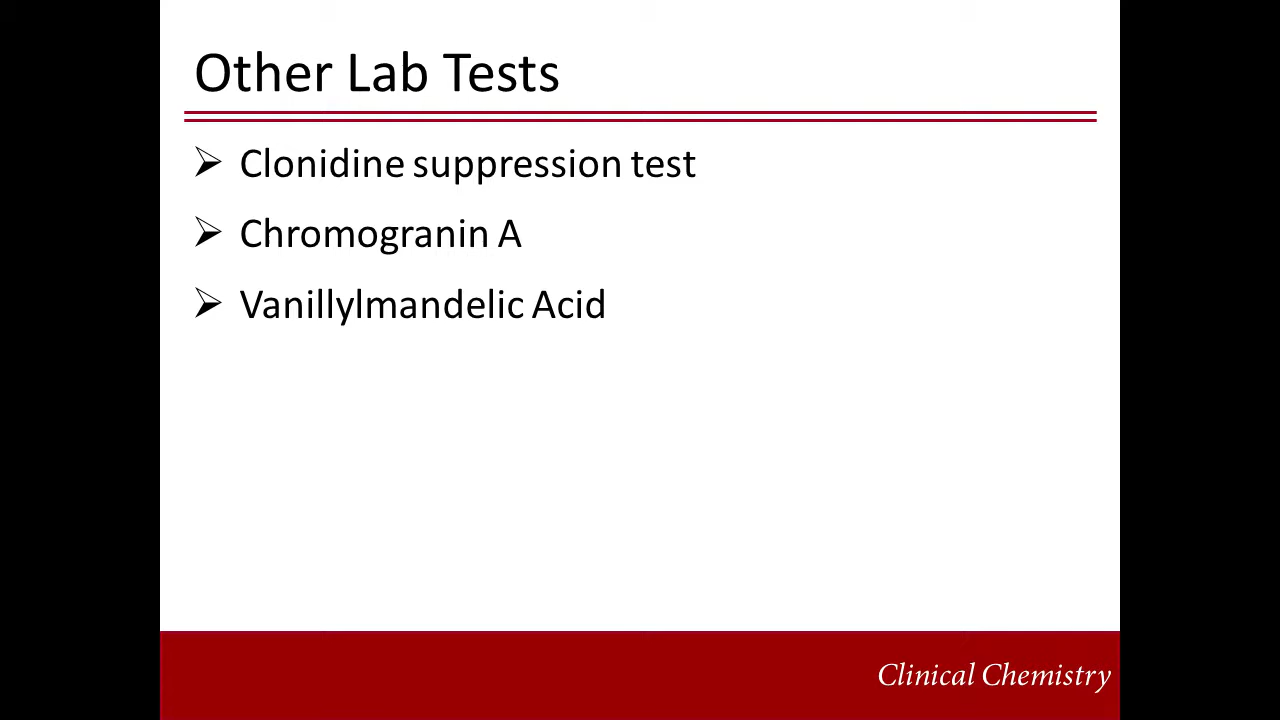 Other Lab Tests
➢ Clonidine suppression test
➢ Chromogranin A
➢ Vanillylmandelic Acid
Clinical Chemistry